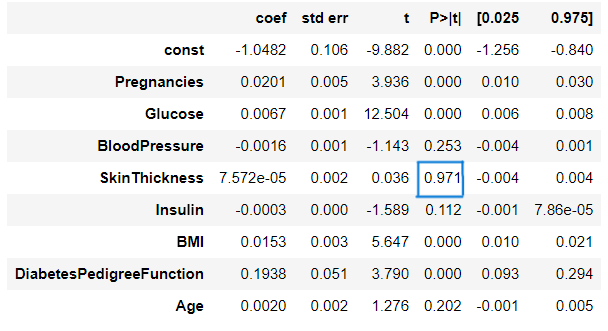 coef std err t P>|t| [0.025 0.975]
const -1.0482 0.106 -9.882 0.000 -1.256 -0.840
Pregnancies 0.0201 0.005 3.936 0.000 0.010 0.030
Glucose 0.0067 0.001 12.504 0.000 0.006 0.008
BloodPressure -0.0016 0.001 -1.143 0.253 -0.004 0.001
SkinThickness 7.572e-05 0.002 0.036 0.971 -0.004 0.004
Insulin -0.0003 0.000 -1.589 0.112 -0.001 7.86e-05
BMI 0.0153 0.003 5.647 0.000 0.010 0.021
DiabetesPedigreeFunction 0.1938 0.051 3.790 0.000 0.093 0.294
Age 0.0020 0.002 1.276 0.202 -0.001 0.005